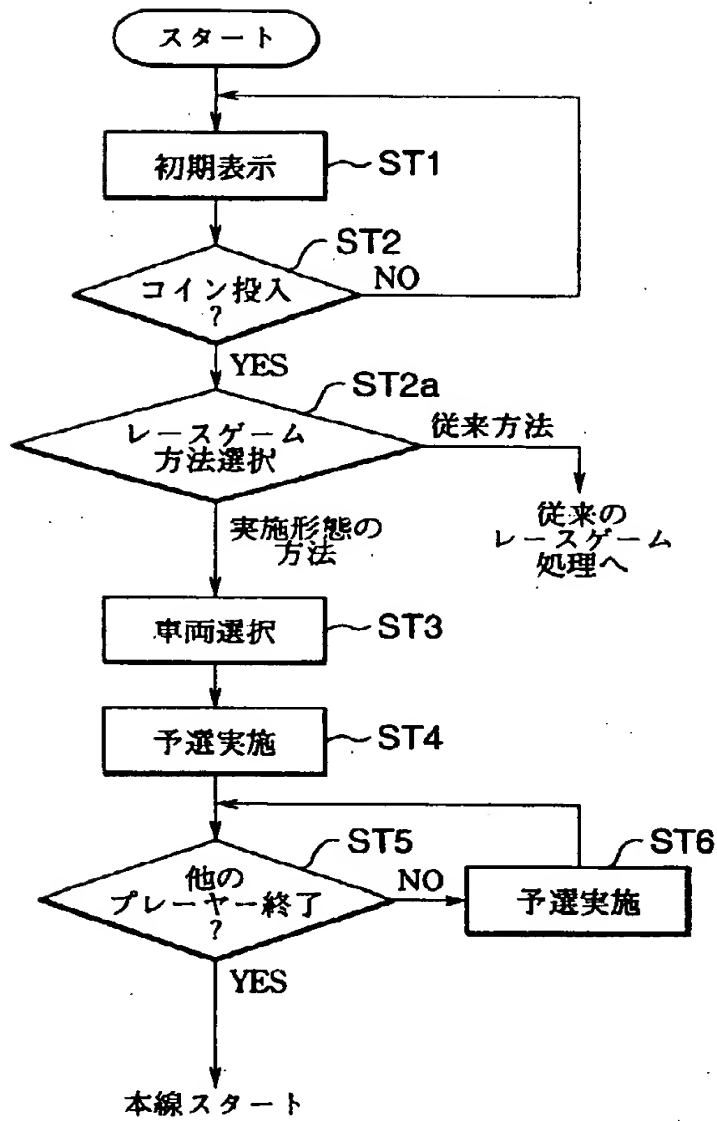 スタート
初期表示
ST1
ST2
コイン投入
?
NO
YES
ST2a
レースゲーム
方法選択
従来方法
従来の
レースゲーム
処理へ
実施形態の
方法
車両選択
ST3
予選実施
ST4
ST5
他の
プレーヤー終了
?
NO
ST6
予選実施
YES
本線スタート